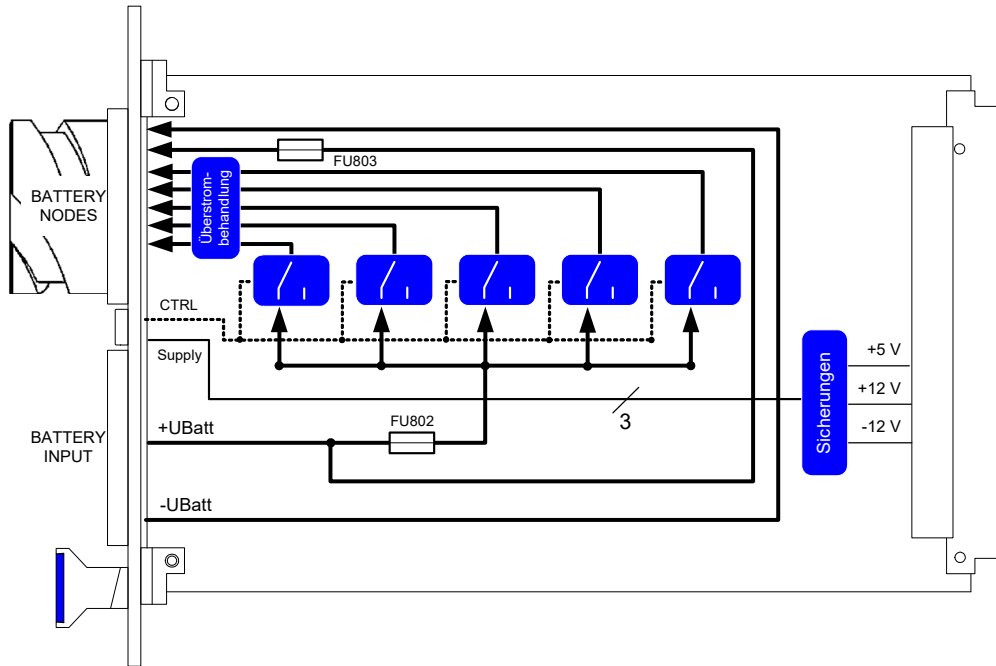 FU803
BATTERY
NODES
Überstrom-
behandlung
CTRL
Supply
+5 V
+12 V
-12 V
Sicherungen
3
FU802
+UBatt
BATTERY
INPUT
-UBatt